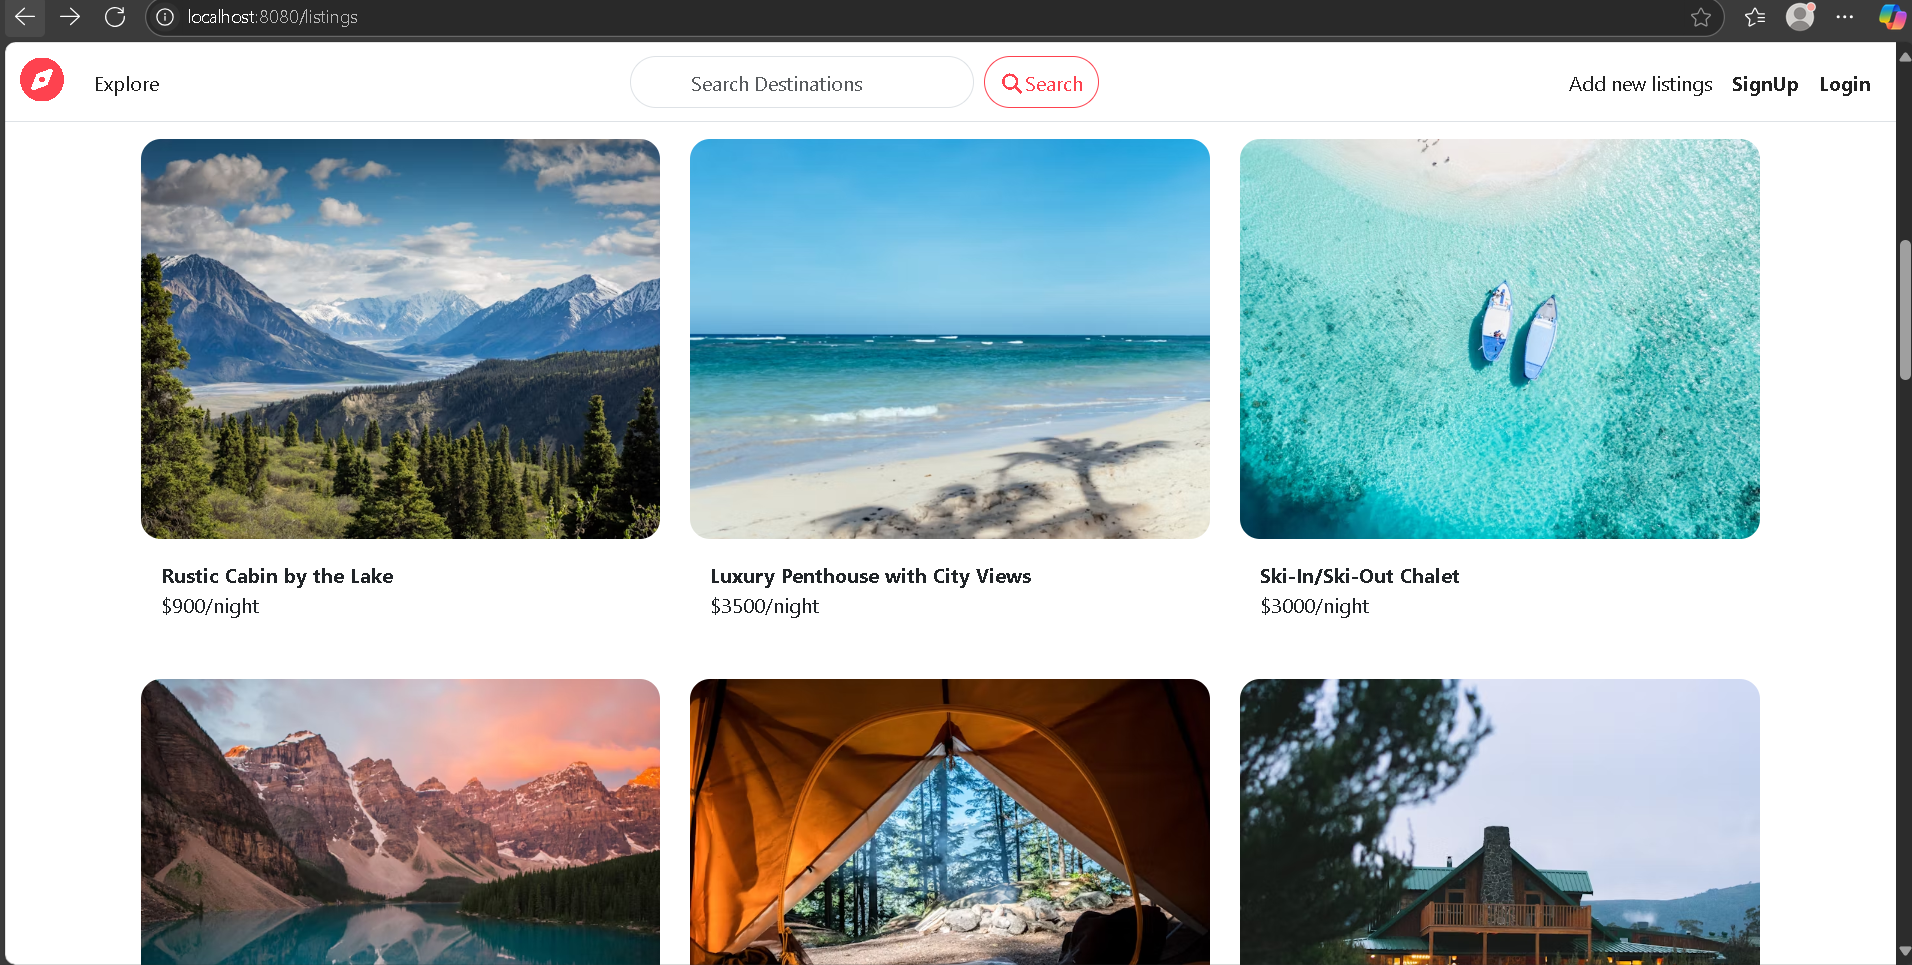 localhost:8080/listings
Explore
Search Destinations
Search
Add new listings
SignUp
Login
Rustic Cabin by the Lake
$900/night
Luxury Penthouse with City Views
$3500/night
Ski-In/Ski-Out Chalet
$3000/night